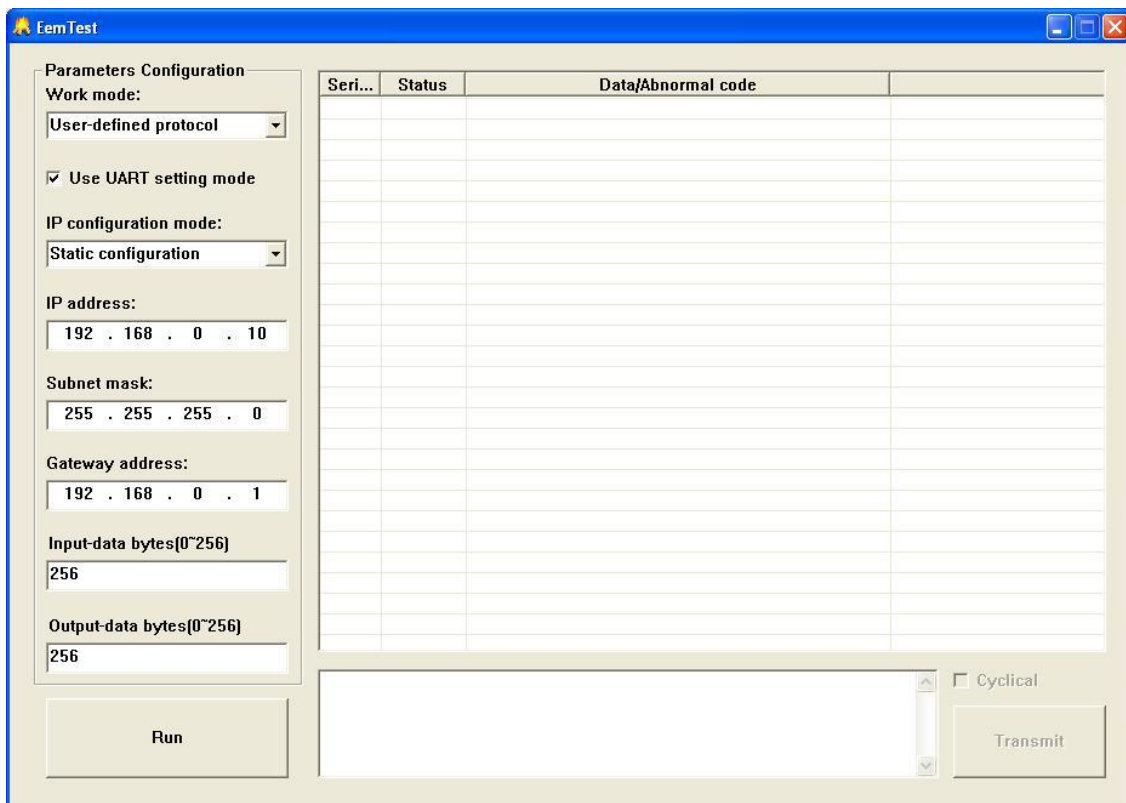 EemTest
Parameters Configuration
Work mode:
User-defined protocol
Use UART setting mode
IP configuration mode:
Static configuration
IP address:
192 . 168 . 0 . 10
Subnet mask:
255 . 255 . 255 . 0
Gateway address:
192 . 168 . 0 . 1
Input-data bytes(0~256)
256
Output-data bytes(0~256)
256
Run
Seri... Status Data/Abnormal code
Cyclical
Transmit